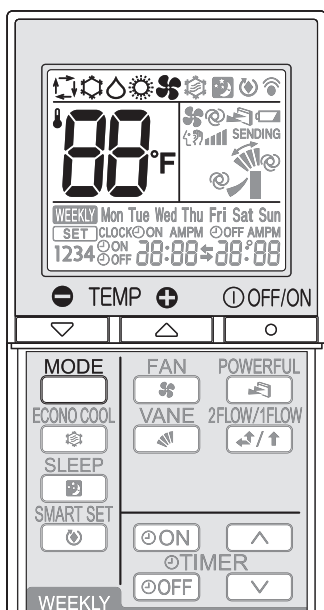 88°F
SENDING
WEEKLY Mon Tue Wed Thu Fri Sat Sun
SET CLOCK ON AMPM OFF AMPM
1234 ON OFF 38:88 38:88
TEMP OFF/ON
MODE FAN POWERFUL
ECONO COOL VANE 2FLOW/1FLOW
SLEEP
SMART SET
ON
TIMER
OFF
WEEKLY